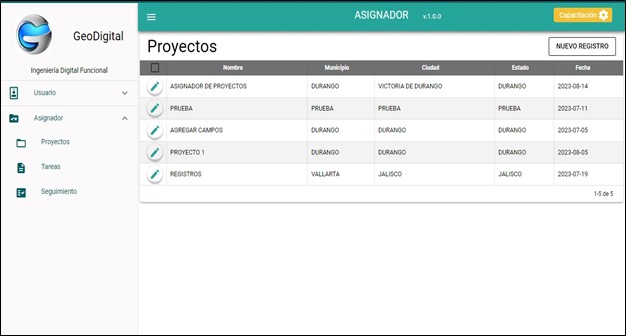 GeoDigital
Ingeniería Digital Funcional
Usuario
Asignador
Proyectos
Tareas
Seguimiento
ASIGNADOR v.1.0.0
Capacitación
Proyectos
NUEVO REGISTRO
Nombre Municipio Ciudad Estado Fecha
ASIGNADOR DE PROYECTOS DURANGO VICTORIA DE DURANGO DURANGO 2023-08-14
PRUEBA PRUEBA PRUEBA PRUEBA 2023-07-11
AGREGAR CAMPOS DURANGO DURANGO DURANGO 2023-07-05
PROYECTO 1 DURANGO DURANGO DURANGO 2023-08-05
REGISTROS VALLARTA JALISCO JALISCO 2023-07-19
1-5 de 5